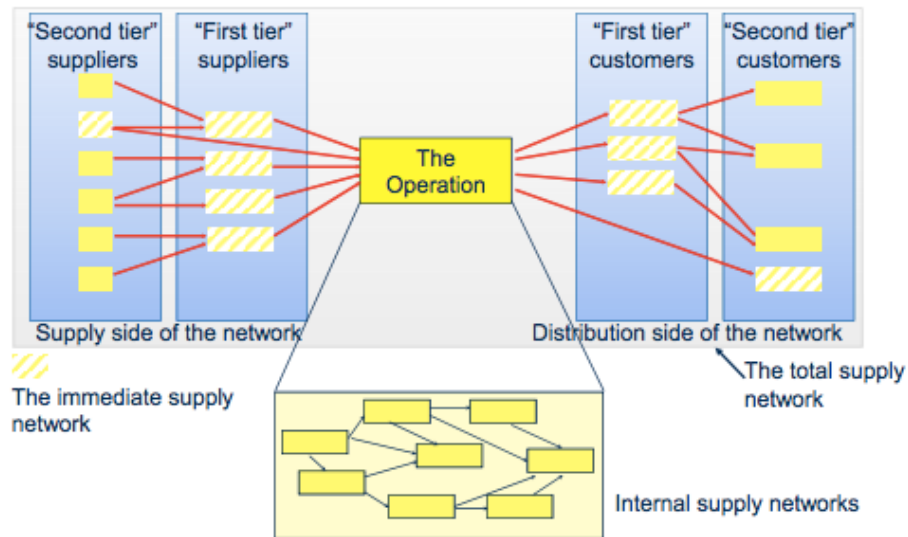 “Second tier”
suppliers
“First tier”
suppliers
“First tier”
customers
“Second tier”
customers
The
Operation
Supply side of the network
Distribution side of the network
The immediate supply
network
The total supply
network
Internal supply networks